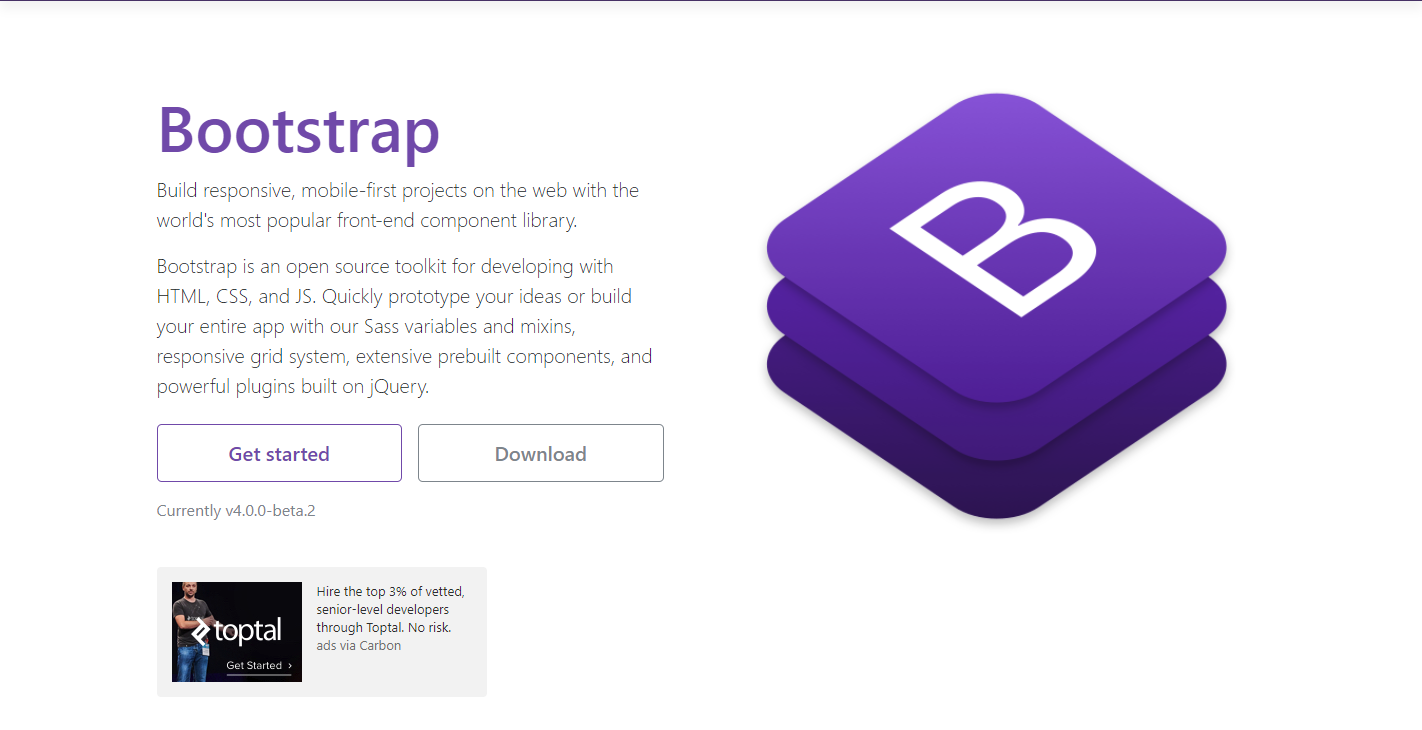 Bootstrap
Build responsive, mobile-first projects on the web with the
world's most popular front-end component library.
Bootstrap is an open source toolkit for developing with
HTML, CSS, and JS. Quickly prototype your ideas or build
your entire app with our Sass variables and mixins,
responsive grid system, extensive prebuilt components, and
powerful plugins built on jQuery.
Get started
Download
Currently v4.0.0-beta.2
B
toptal
Get Started ›
Hire the top 3% of vetted,
senior-level developers
through Toptal. No risk.
ads via Carbon